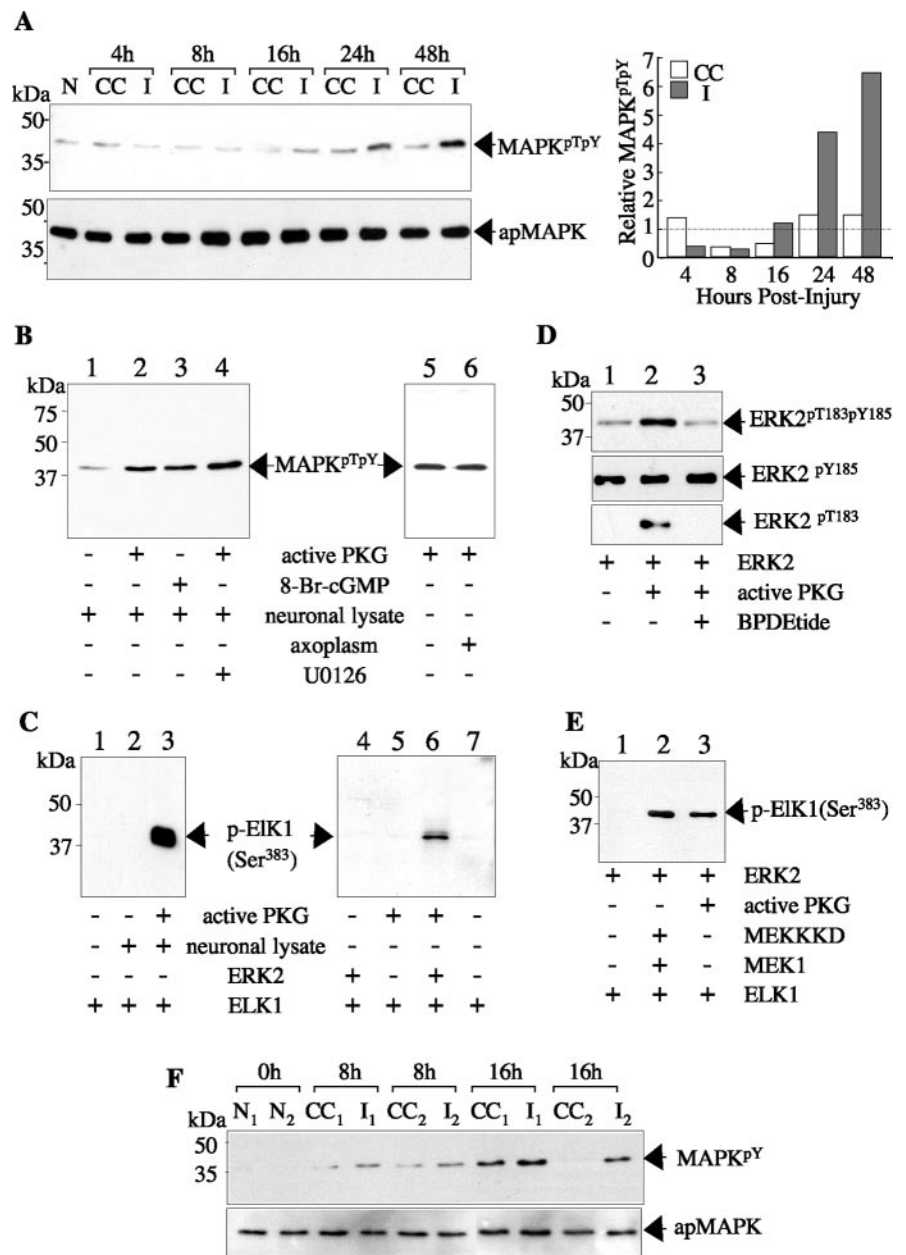 A
4h 8h 16h 24h 48h
N CC I CC I CC I CC I CC I
kDa
50
35
MAPKpTpY
50
35
apMAPK
Relative MAPKpTpY
7
6
5
4
3
2
1
0
CC
I
4 8 16 24 48
Hours Post-Injury
B
1 2 3 4 5 6
kDa
75
50
37
MAPKpTpY
- + - + active PKG + +
- - + - 8-Br-cGMP - -
+ + + + neuronal lysate - -
- - - - axoplasm - +
- - - + U0126 - -
D
1 2 3
kDa
50
37
ERK2pT183pY185
ERK2 pY185
ERK2 pT183
+ + + ERK2
- + + active PKG
- - + BPDEtide
C
1 2 3 4 5 6 7
kDa
50
37
p-ElK1
(Ser383)
- - + active PKG - + + -
- + + neuronal lysate - - - -
- - - ERK2 + - + -
+ + + ELK1 + + + +
E
1 2 3
kDa
50
37
p-ElK1(Ser383)
+ + + ERK2
- - + active PKG
- + - MEKKKD
- + - MEK1
+ + + ELK1
F
0h 8h 8h 16h 16h
N1 N2 CC1 I1 CC2 I2 CC1 I1 CC2 I2
kDa
50
35
MAPKpY
apMAPK